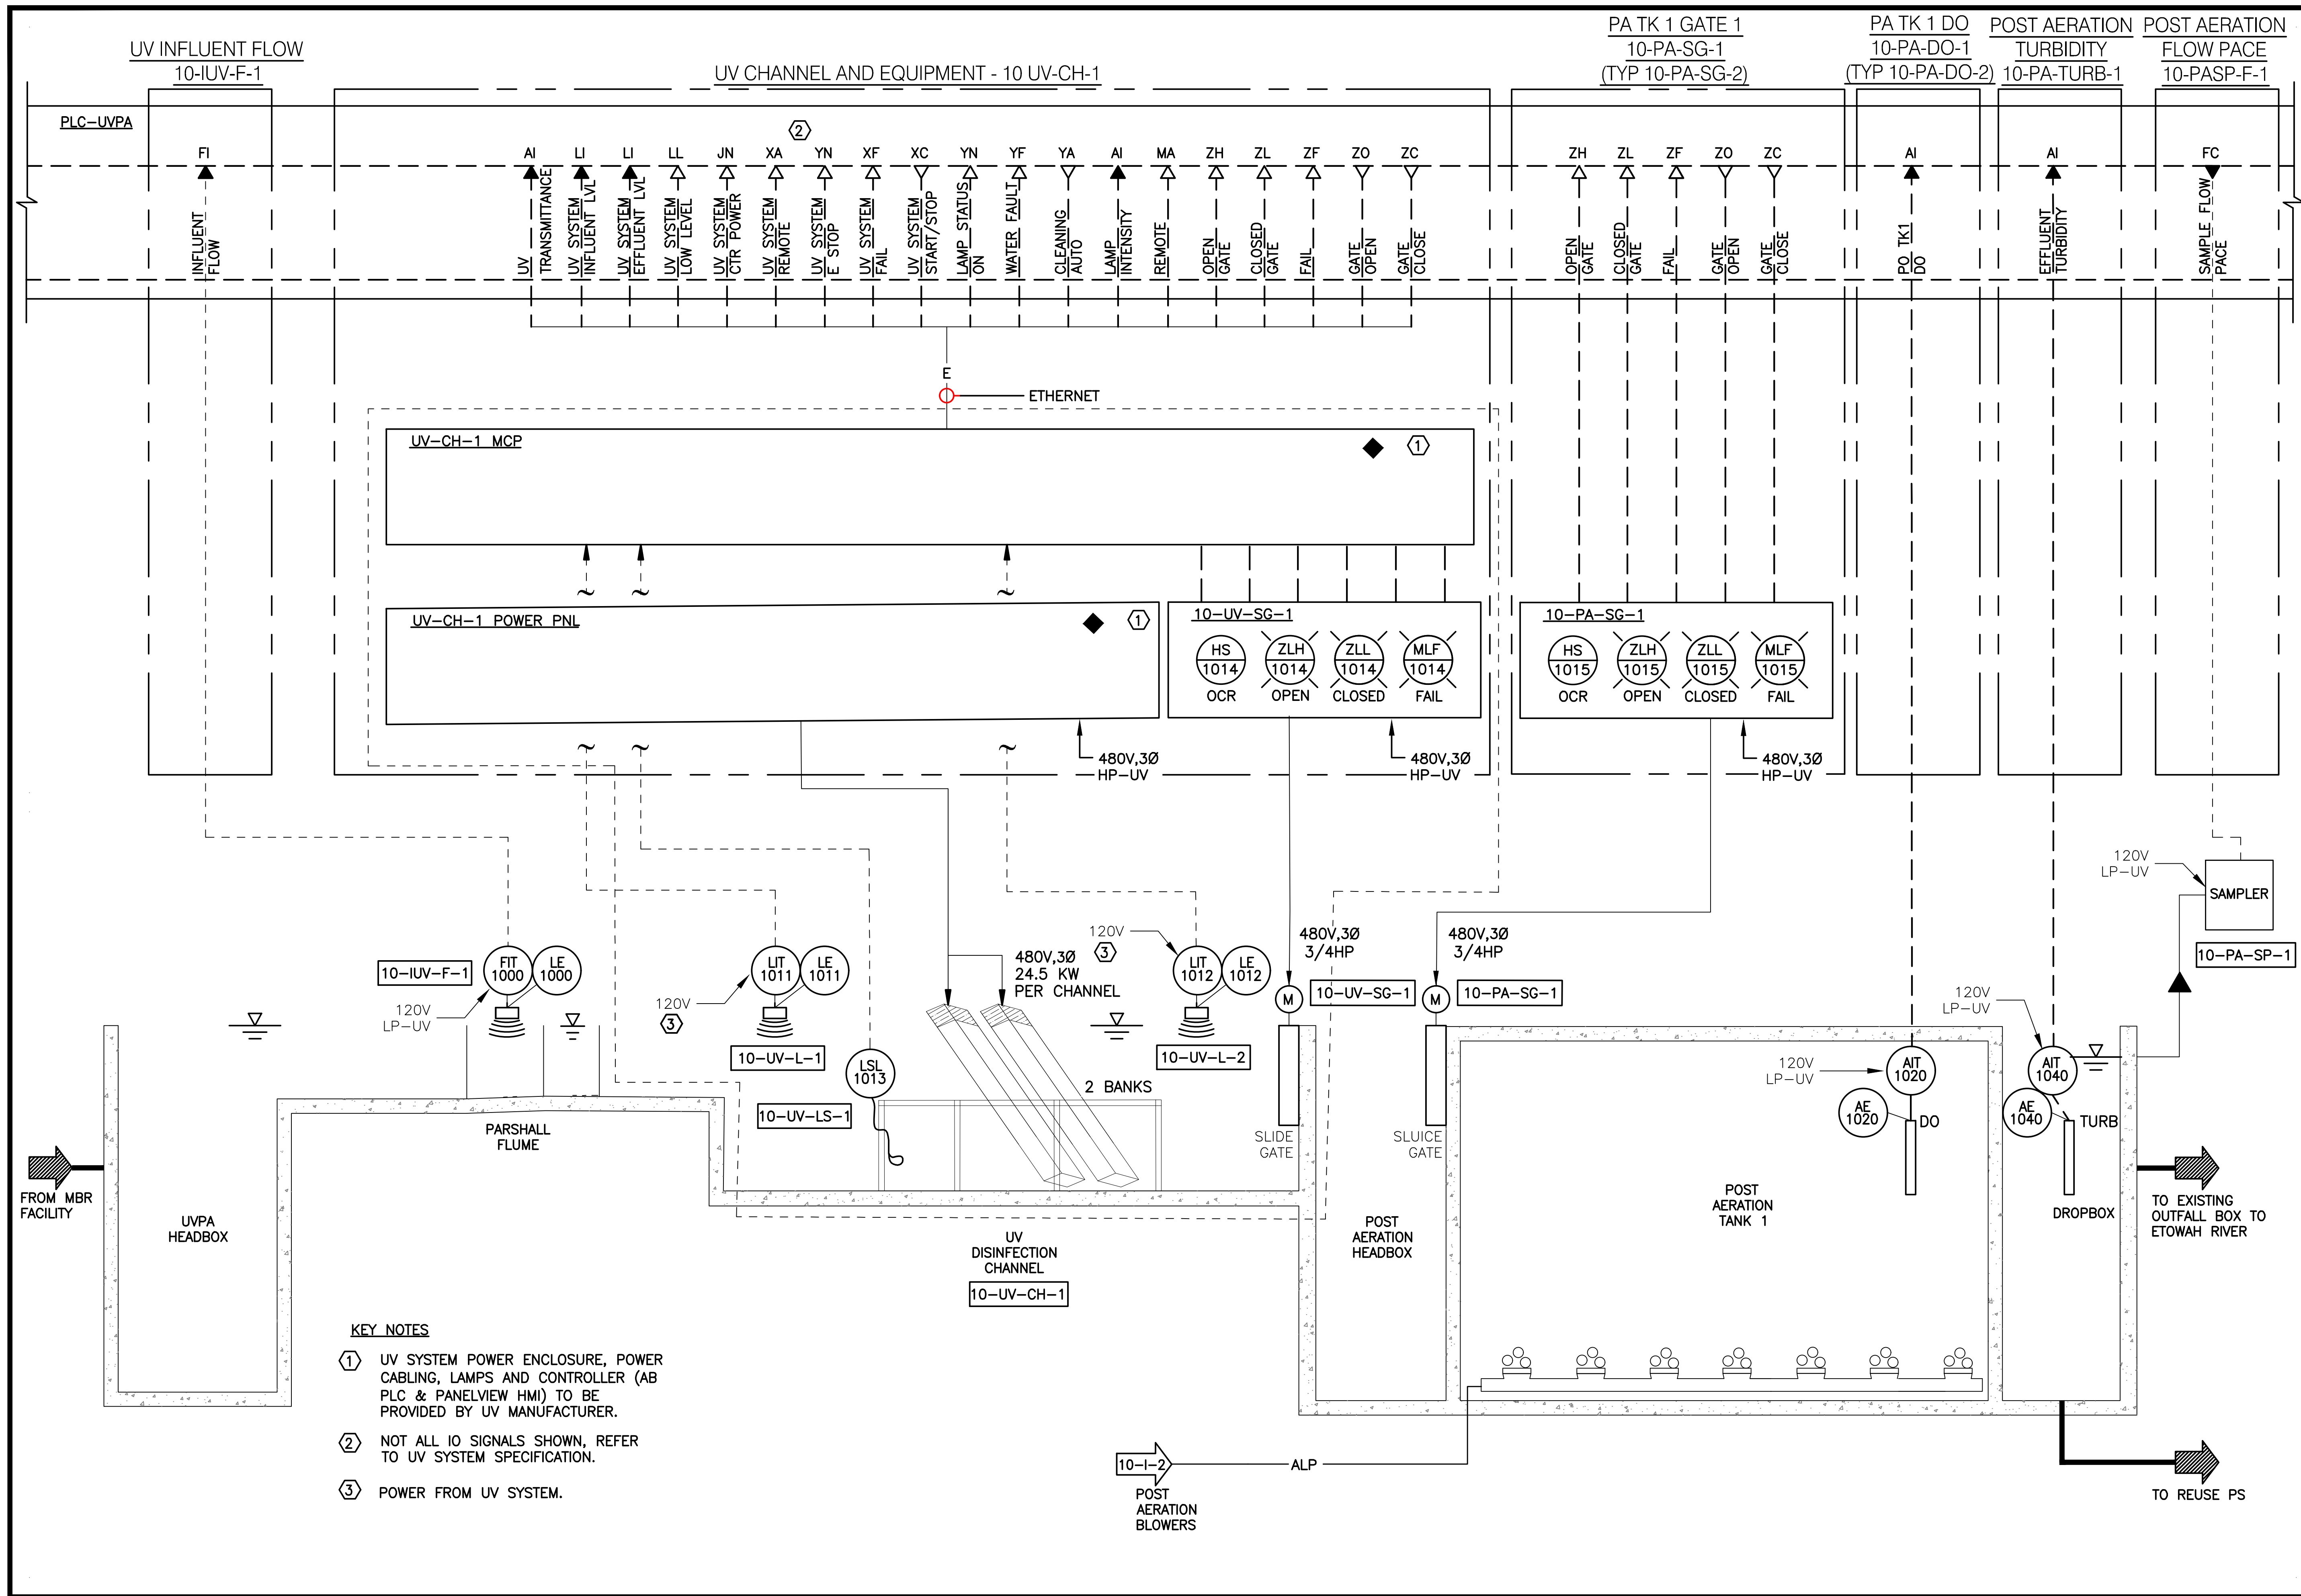 UV INFLUENT FLOW
10-IUV-F-1
UV CHANNEL AND EQUIPMENT - 10 UV-CH-1
PA TK 1 GATE 1
10-PA-SG-1
(TYP 10-PA-SG-2)
PA TK 1 DO
10-PA-DO-1
(TYP 10-PA-DO-2)
POST AERATION
TURBIDITY
10-PA-TURB-1
POST AERATION
FLOW PACE
10-PASP-F-1
PLC-UVPA
2
FI
AI
LI
LI
LL
JN
XA
YN
XF
XC
YN
YF
YA
AI
MA
ZH
ZL
ZF
ZO
ZC
ZH
ZL
ZF
ZO
ZC
AI
AI
FC
INFLUENT
FLOW
UV
TRANSMITTANCE
UV SYSTEM
INFLUENT LVL
UV SYSTEM
EFFLUENT LVL
UV SYSTEM
LOW LEVEL
UV SYSTEM
CTR POWER
UV SYSTEM
REMOTE
UV SYSTEM
E STOP
UV SYSTEM
FAIL
UV SYSTEM
START/STOP
LAMP STATUS
ON
WATER FAULT
CLEANING
AUTO
LAMP
INTENSITY
REMOTE
OPEN
GATE
CLOSED
GATE
FAIL
GATE
OPEN
GATE
CLOSE
OPEN
GATE
CLOSED
GATE
FAIL
GATE
OPEN
GATE
CLOSE
PO TK1
DO
EFFLUENT
TURBIDITY
SAMPLE FLOW
PACE
E
ETHERNET
UV-CH-1 MCP
1
UV-CH-1 POWER PNL
1
10-UV-SG-1
HS
1014
OCR
ZLH
1014
OPEN
ZLL
1014
CLOSED
MLF
1014
FAIL
10-PA-SG-1
HS
1015
OCR
ZLH
1015
OPEN
ZLL
1015
CLOSED
MLF
1015
FAIL
480V,3Ø
HP-UV
480V,3Ø
HP-UV
480V,3Ø
HP-UV
120V
LP-UV
SAMPLER
10-PA-SP-1
10-IUV-F-1
FIT
1000
LE
1000
120V
LP-UV
LIT
1011
LE
1011
120V
3
10-UV-L-1
LSL
1013
10-UV-LS-1
480V,3Ø
24.5 KW
PER CHANNEL
120V
3
LIT
1012
LE
1012
10-UV-L-2
2 BANKS
480V,3Ø
3/4HP
M
10-UV-SG-1
480V,3Ø
3/4HP
M
10-PA-SG-1
SLIDE
GATE
SLUICE
GATE
120V
LP-UV
AIT
1020
AE
1020
DO
120V
LP-UV
AIT
1040
AE
1040
TURB
FROM MBR
FACILITY
UVPA
HEADBOX
PARSHALL
FLUME
UV
DISINFECTION
CHANNEL
10-UV-CH-1
POST
AERATION
HEADBOX
POST
AERATION
TANK 1
DROPBOX
TO EXISTING
OUTFALL BOX TO
ETOWAH RIVER
KEY NOTES
1 UV SYSTEM POWER ENCLOSURE, POWER
CABLING, LAMPS AND CONTROLLER (AB
PLC & PANELVIEW HMI) TO BE
PROVIDED BY UV MANUFACTURER.
2 NOT ALL IO SIGNALS SHOWN, REFER
TO UV SYSTEM SPECIFICATION.
3 POWER FROM UV SYSTEM.
10-I-2
ALP
POST
AERATION
BLOWERS
TO REUSE PS